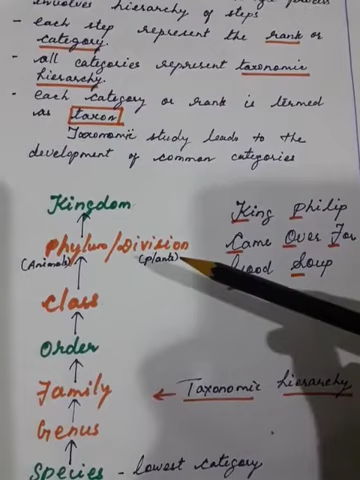 involves hierarchy of steps
- each step represent the rank or
category.
- all categories represent taxonomic
hierarchy.
- each category or rank is termed
as taxon
Taxonomic study leads to the
development of common categories
Kingdom
Phylum/Division
(Animals) (plants)
Class
Order
Family
Genus
Species - lowest category
King Philip
Came Over For
Good Soup
← Taxonomic hierarchy